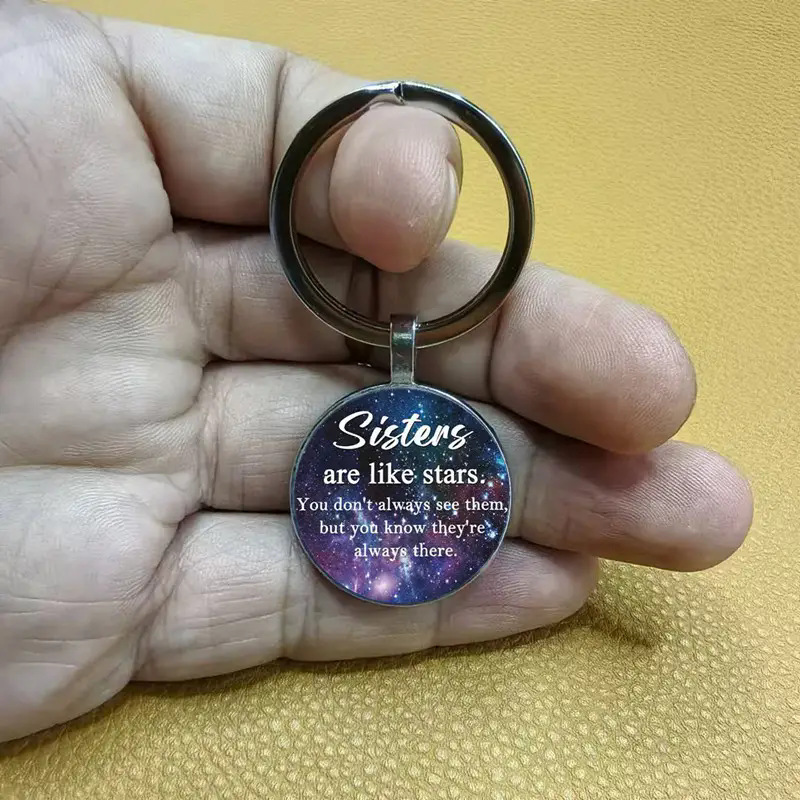 Sisters
are like stars.
You don't always see them,
but you know they're
always there.